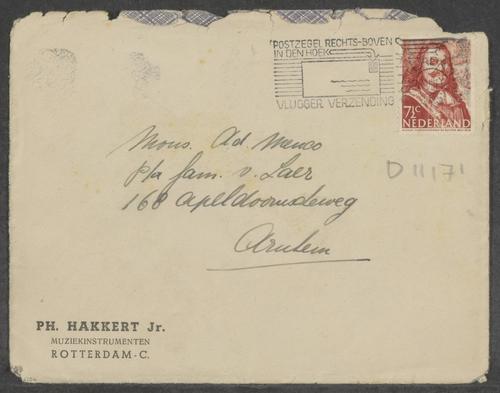 POSTZEGEL RECHTS-BOVEN
IN DEN HOEK
VLUGGER VERZENDING
7½C
NEDERLAND
Mons. Ad. Menco
p/a fam. v. Laer
168 Apeldoornscheweg
Arnhem
D 11171
PH. HAKKERT Jr.
MUZIEKINSTRUMENTEN
ROTTERDAM-C.